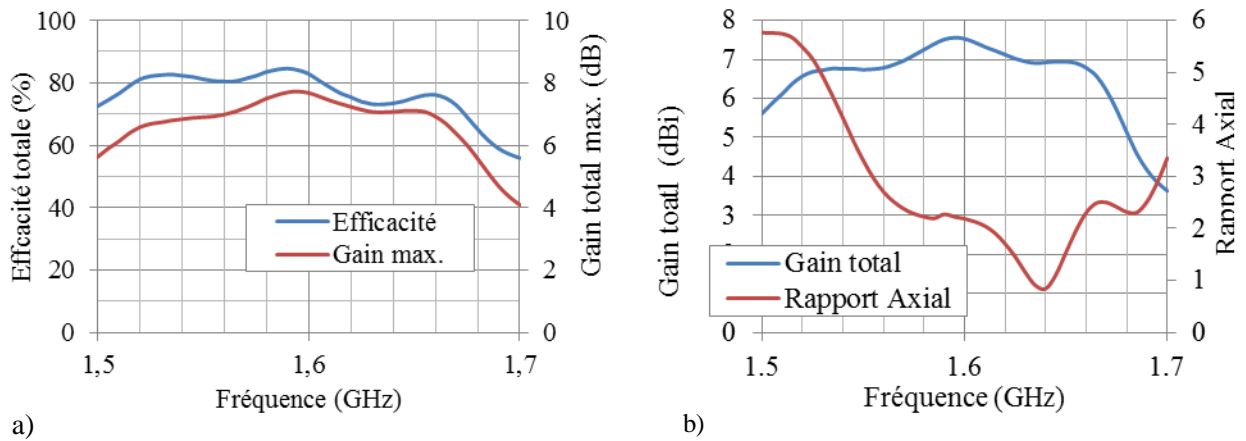 100
80
60
40
20
0
Effcacité totale (%)
10
8
6
4
2
0
Gain total max. (dB)
Efficacité
Gain max.
1,5
1,6
1,7
Fréquence (GHz)
a)
8
7
6
5
4
3
0
Gain toatl (dBi)
6
5
4
3
2
1
0
Rapport Axial
Gain total
Rapport Axial
1.5
1.6
1.7
Fréquence (GHz)
b)